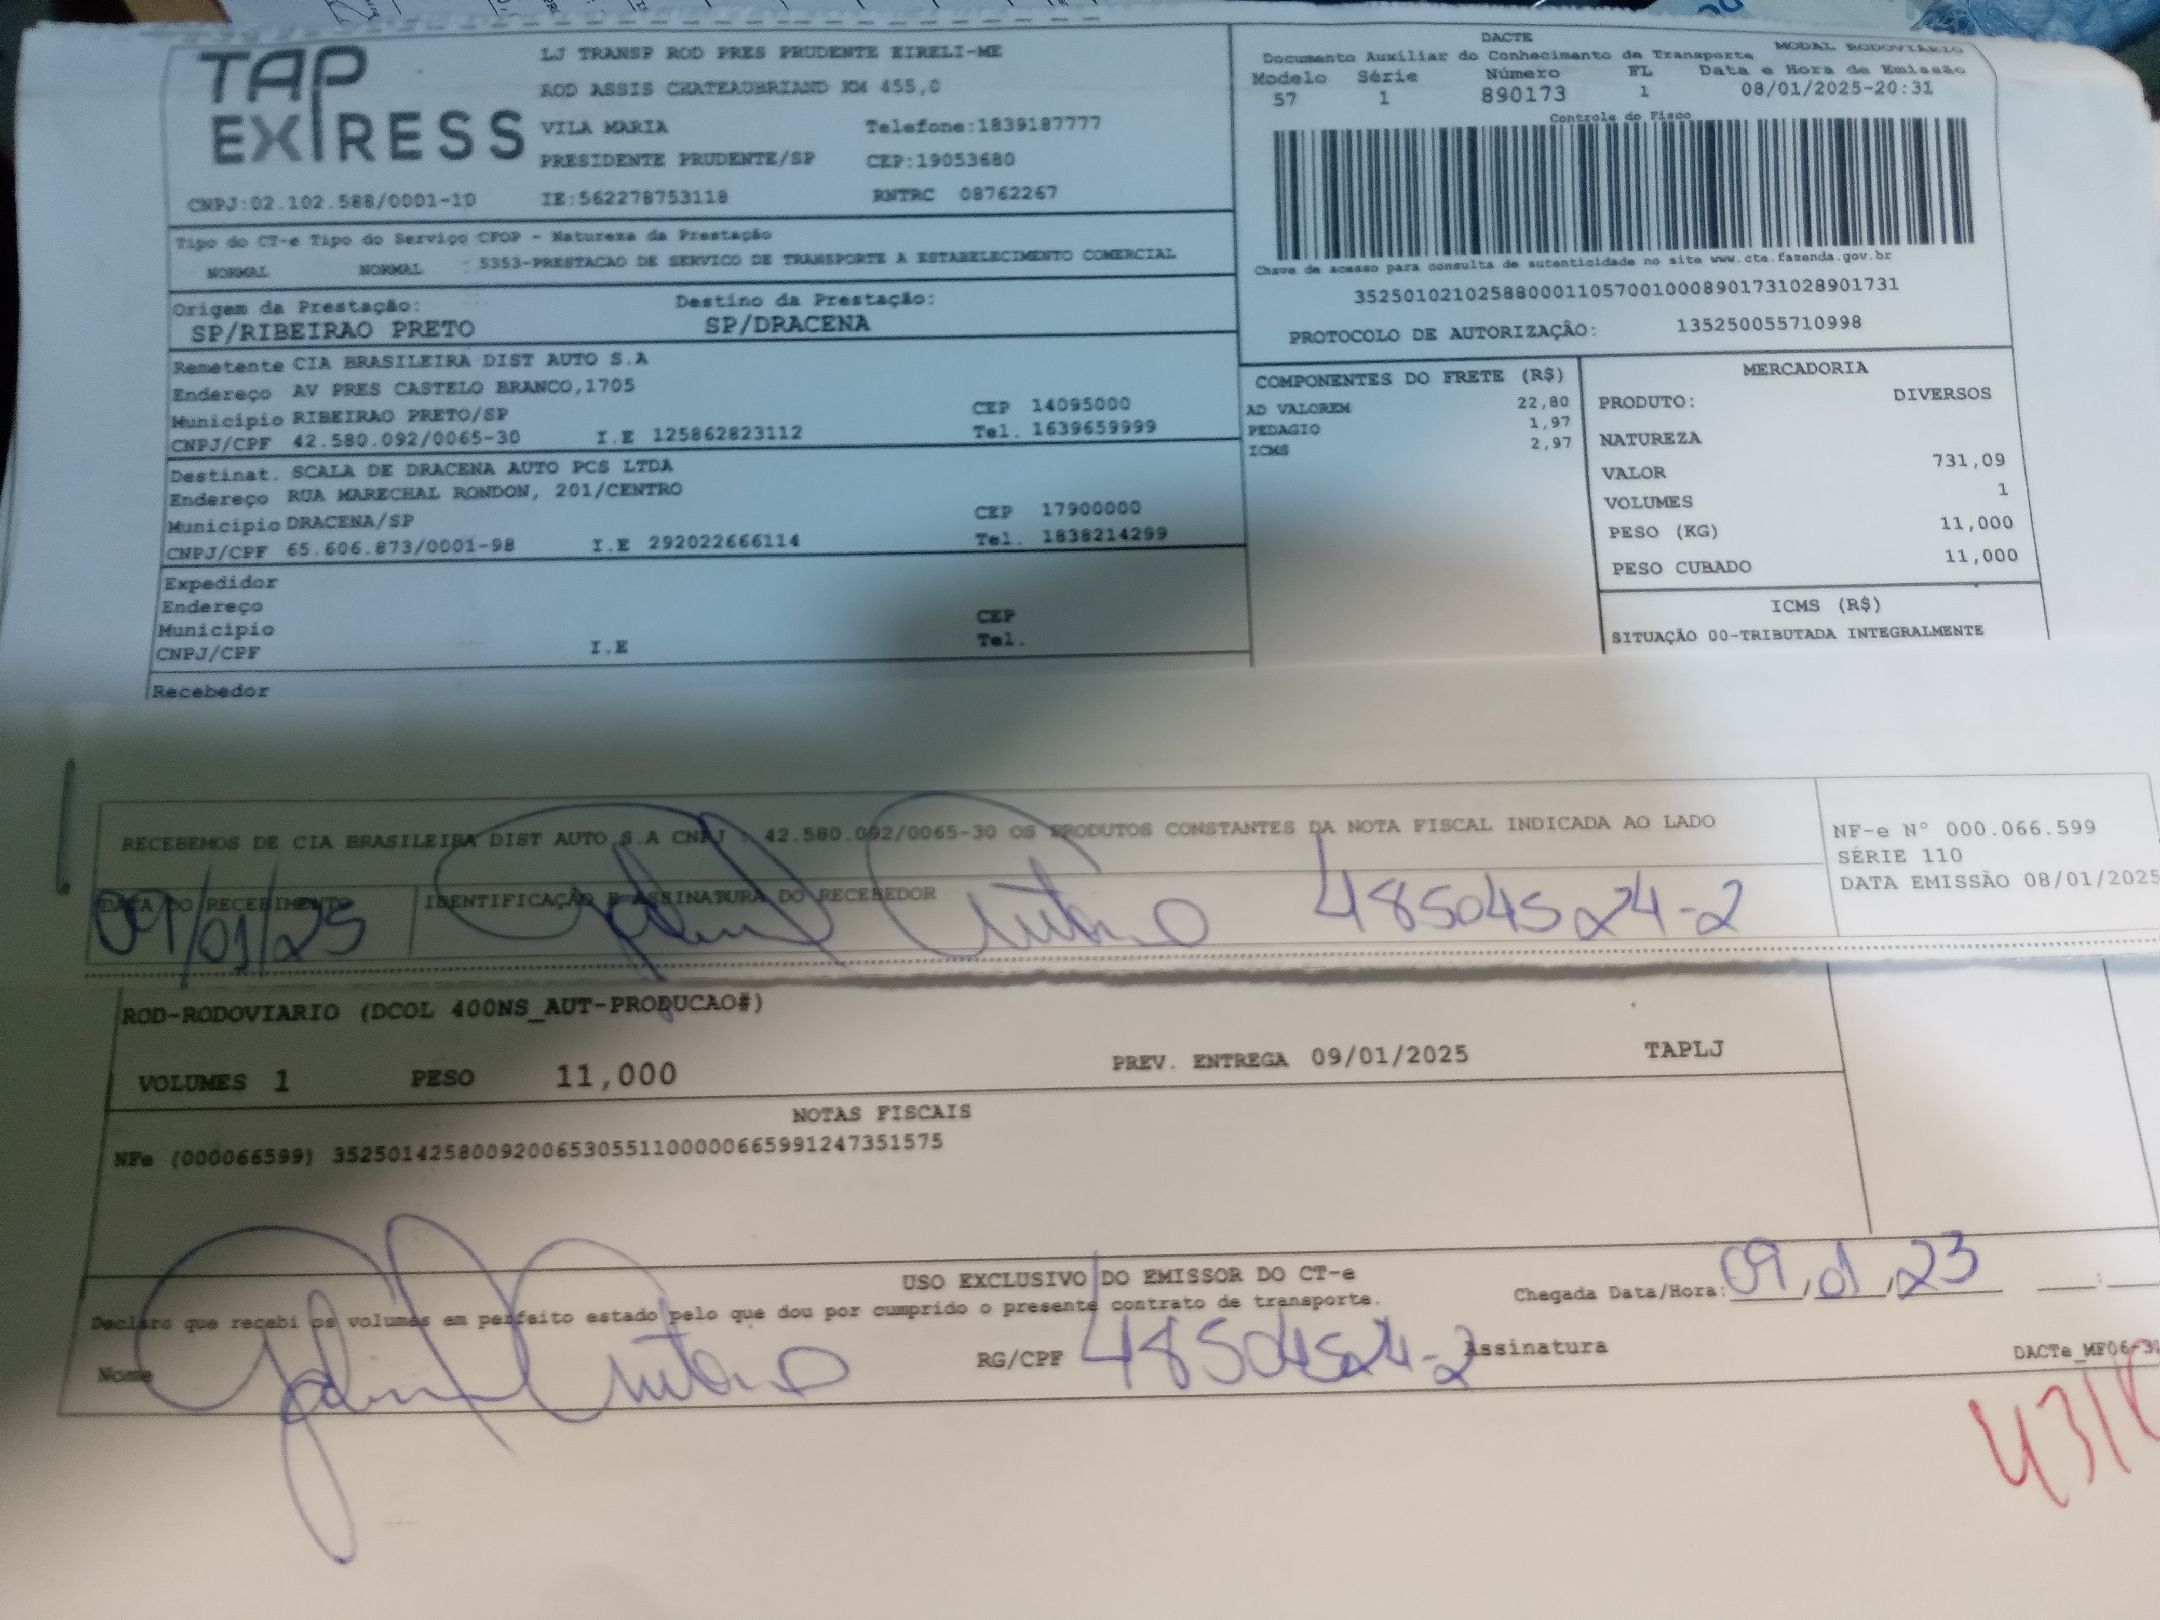 TAP EXPRESS
LJ TRANSP ROD PRES PRUDENTE EIRELI-ME
ROD ASSIS CHATEAUBRIAND KM 455,0
VILA MARIA Telefone:1839187777
PRESIDENTE PRUDENTE/SP CEP:19053680
CNPJ:02.102.588/0001-10 IE:562278753118 RNTRC 08762267
DACTE
Documento Auxiliar do Conhecimento de Transporte MODAL RODOVIARIO
Modelo Série Número FL Data e Hora de Emissão
57 1 890173 1 08/01/2025-20:31
Controle do Fisco
Chave de acesso para consulta de autenticidade no site www.cte.fazenda.gov.br
35250102102588000110570010008901731028901731
PROTOCOLO DE AUTORIZAÇÂO: 135250055710998
Tipo do CT-e Tipo do Serviço CFOP - Natureza da Prestação
NORMAL NORMAL : 5353-PRESTACAO DE SERVICO DE TRANSPORTE A ESTABELECIMENTO COMERCIAL
Origem da Prestação: Destino da Prestação:
SP/RIBEIRAO PRETO SP/DRACENA
Remetente CIA BRASILEIRA DIST AUTO S.A
Endereço AV PRES CASTELO BRANCO,1705
Município RIBEIRAO PRETO/SP CEP 14095000
CNPJ/CPF 42.580.092/0065-30 I.E 125862823112 Tel. 1639659999
Destinat. SCALA DE DRACENA AUTO PCS LTDA
Endereço RUA MARECHAL RONDON, 201/CENTRO
Município DRACENA/SP CEP 17900000
CNPJ/CPF 65.606.873/0001-98 I.E 292022666114 Tel. 1838214299
Expedidor
Endereço
Município CEP
CNPJ/CPF I.E Tel.
Recebedor
COMPONENTES DO FRETE (R$)
AD VALOREM 22,80
PEDAGIO 1,97
ICMS 2,97
MERCADORIA
PRODUTO: DIVERSOS
NATUREZA
VALOR 731,09
VOLUMES 1
PESO (KG) 11,000
PESO CUBADO 11,000
ICMS (R$)
SITUAÇÃO 00-TRIBUTADA INTEGRALMENTE
RECEBEMOS DE CIA BRASILEIRA DIST AUTO S.A CNPJ : 42.580.092/0065-30 OS PRODUTOS CONSTANTES DA NOTA FISCAL INDICADA AO LADO
NF-e N° 000.066.599
SÉRIE 110
DATA EMISSÃO 08/01/2025
DATA DO RECEBIMENTO IDENTIFICAÇÃO E ASSINATURA DO RECEBEDOR
09/01/25 48504524-2
ROD-RODOVIARIO (DCOL 400NS_AUT-PRODUCAO#)
VOLUMES 1 PESO 11,000 PREV. ENTREGA 09/01/2025 TAPLJ
NOTAS FISCAIS
NFe (000066599) 35250142580092006530551100000665991247351575
USO EXCLUSIVO DO EMISSOR DO CT-e
Declaro que recebi os volumes em perfeito estado pelo que dou por cumprido o presente contrato de transporte.
Chegada Data/Hora: 09,01,23 :
Nome RG/CPF 48504524-2 Assinatura